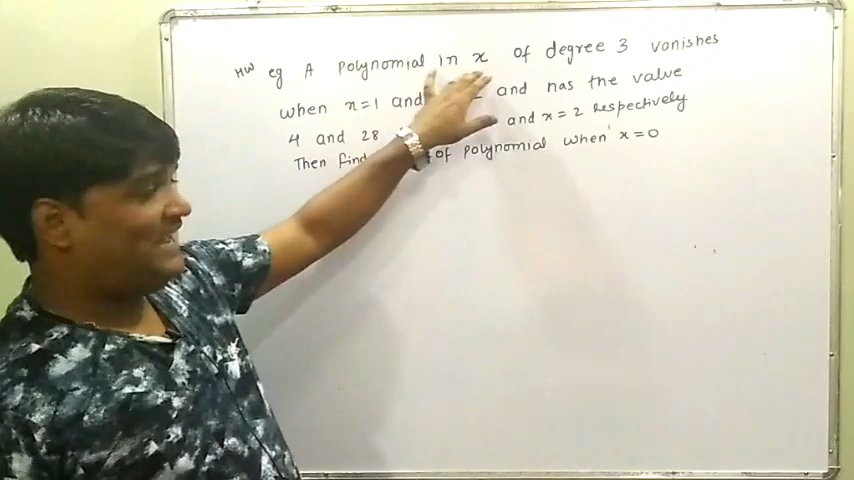 HW eg A polynomial in x of degree 3 vanishes
when x=1 and and has the value
4 and 28 and x=2 respectively
Then find of polynomial when x=0